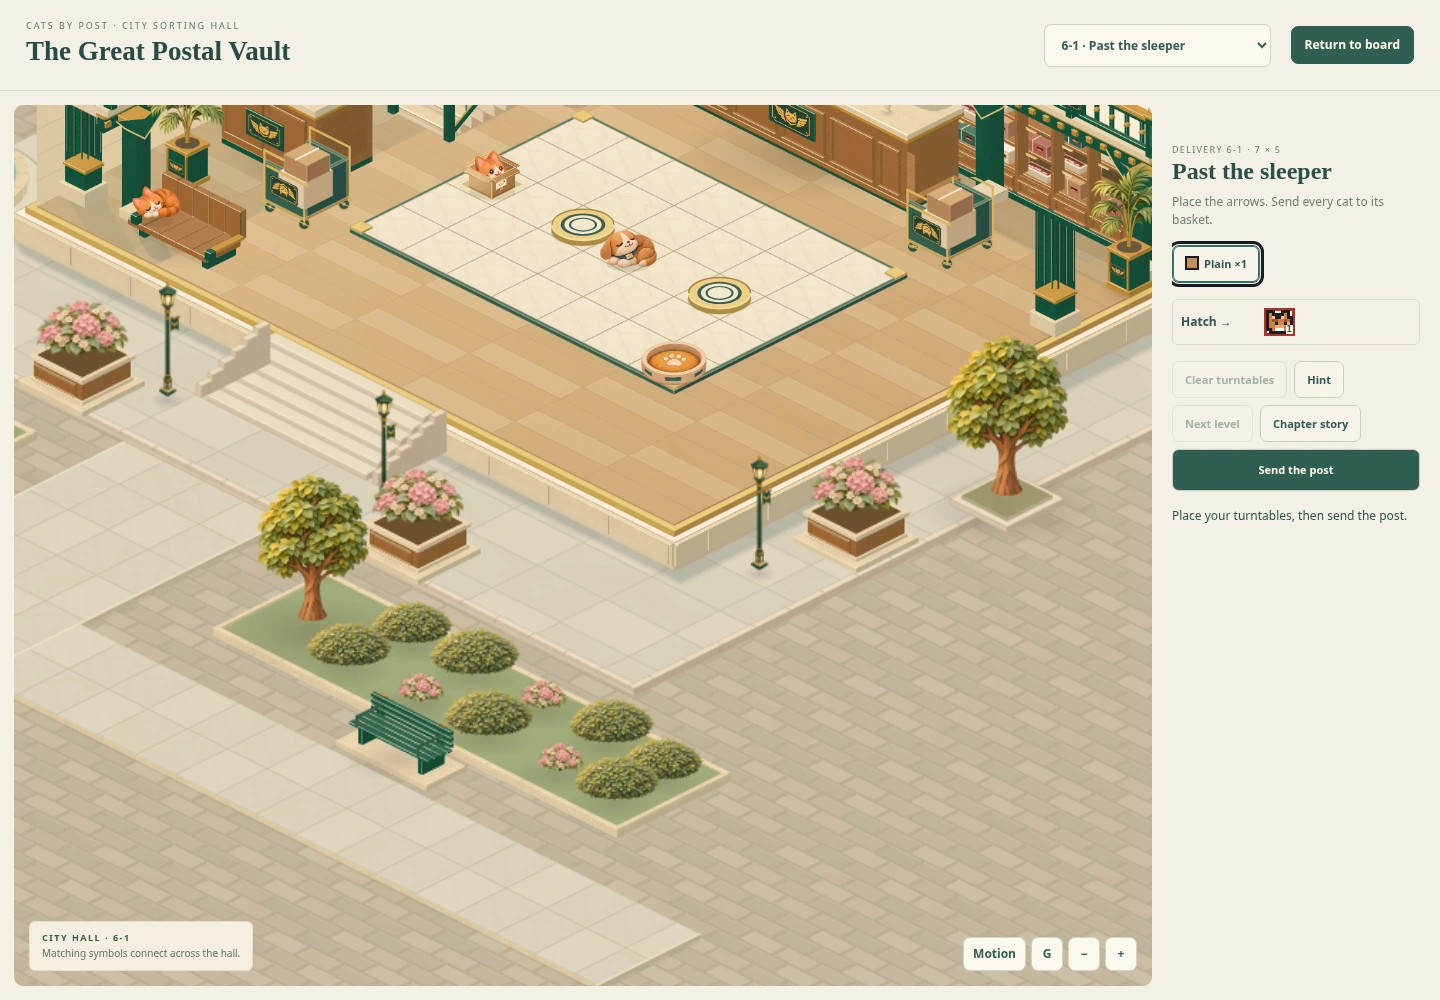 CATS BY POST · CITY SORTING HALL
The Great Postal Vault
6-1 · Past the sleeper
Return to board
DELIVERY 6-1 · 7 × 5
Past the sleeper
Place the arrows. Send every cat to its
basket.
Plain ×1
Hatch →
1
Clear turntables
Hint
Next level
Chapter story
Send the post
Place your turntables, then send the post.
CITY HALL · 6-1
Matching symbols connect across the hall.
Motion
G
−
+